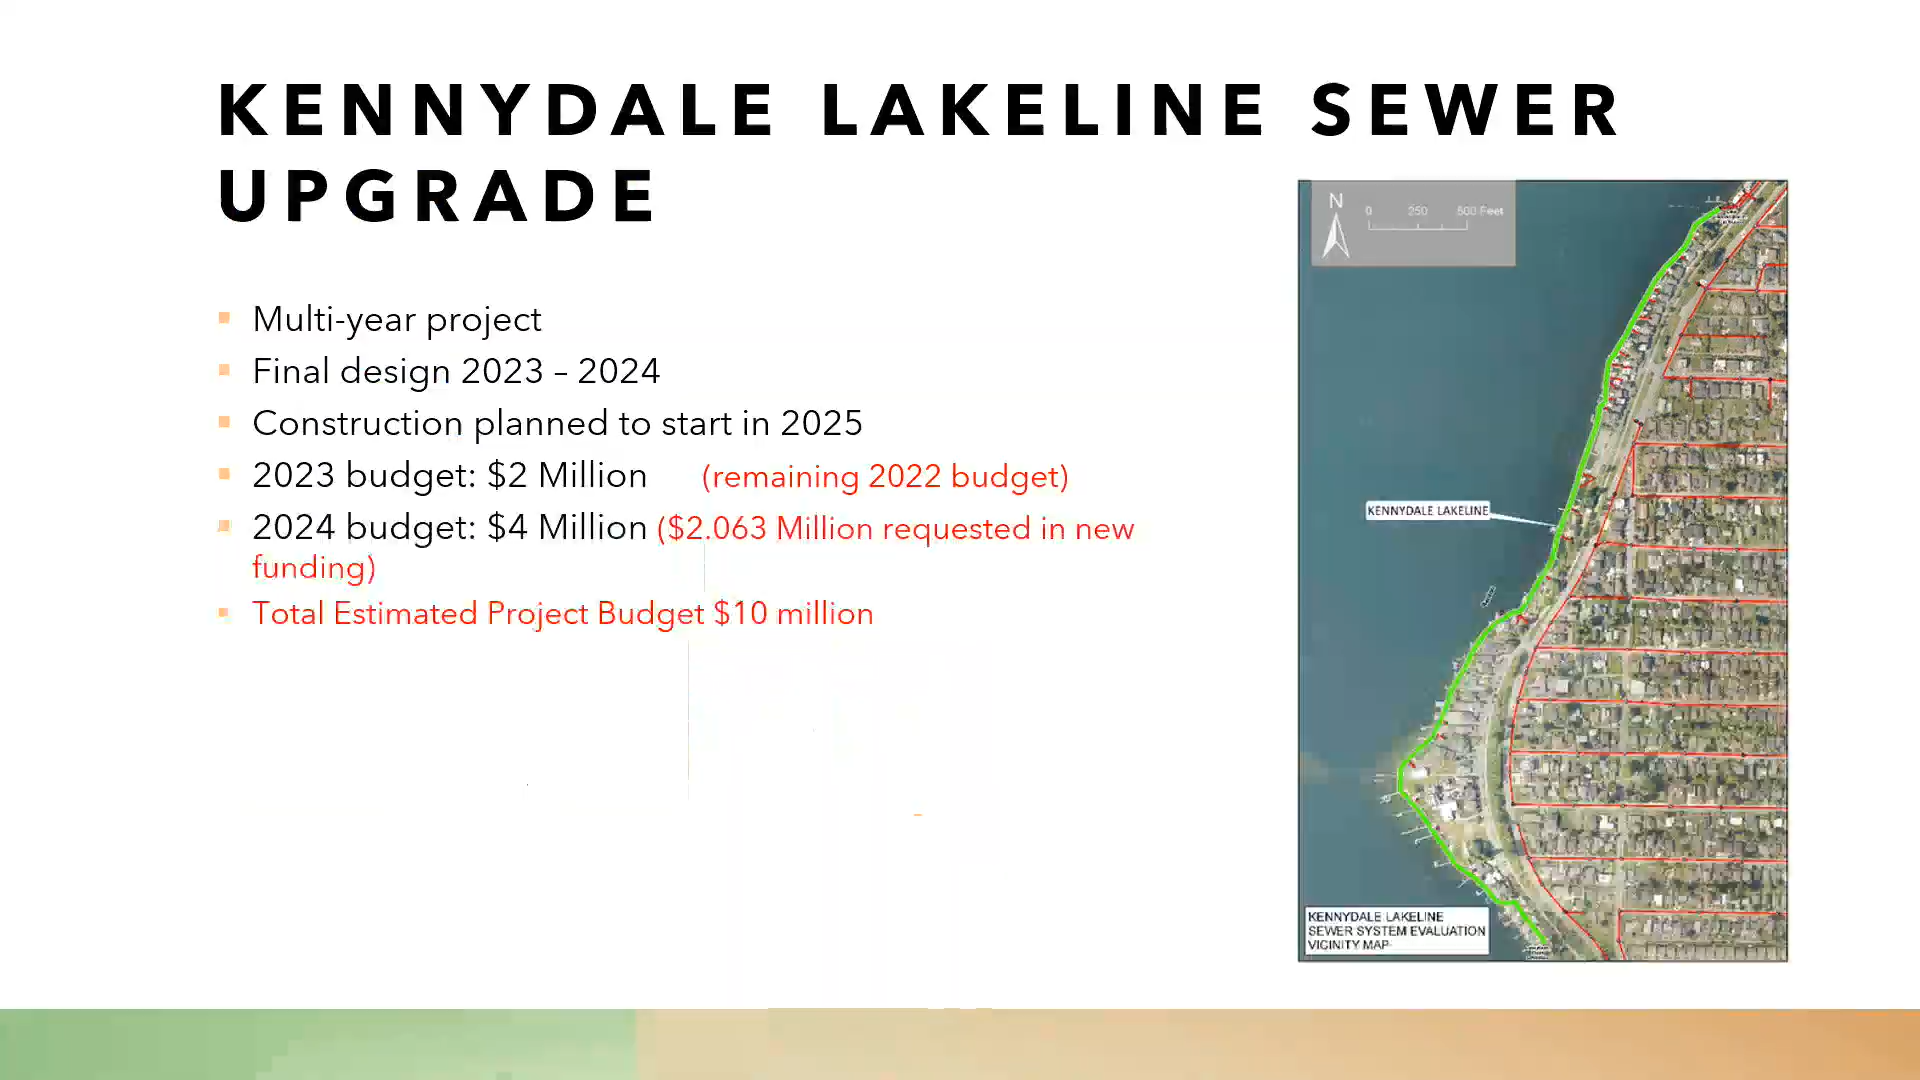 KENNYDALE LAKELINE SEWER
UPGRADE
Multi-year project
Final design 2023 – 2024
Construction planned to start in 2025
2023 budget: $2 Million (remaining 2022 budget)
2024 budget: $4 Million ($2.063 Million requested in new
funding)
Total Estimated Project Budget $10 million
N
0 250 500 Feet
KENNYDALE LAKELINE
KENNYDALE LAKELINE
SEWER SYSTEM EVALUATION
VICINITY MAP